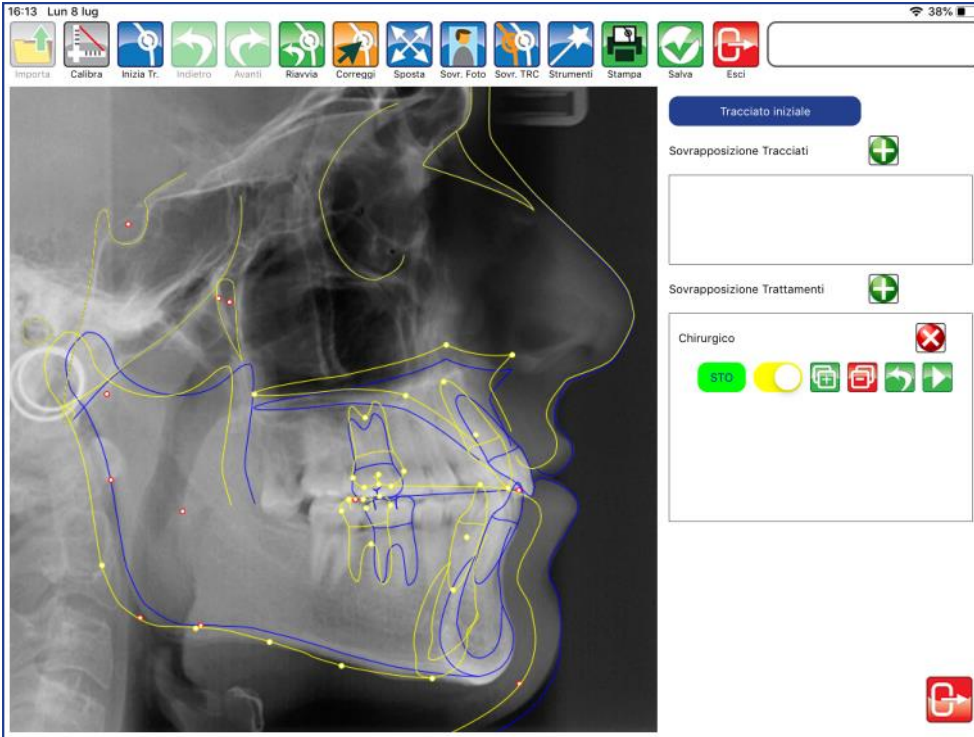 16:13 Lun 8 lug 38%
Importa Calibra Inizia Tr. Indietro Avanti Riavvia Correggi Sposta Sovr. Foto Sovr. TRC Strumenti Stampa Salva Esci
Tracciato iniziale
Sovrapposizione Tracciati
Sovrapposizione Trattamenti
Chirurgico
STO